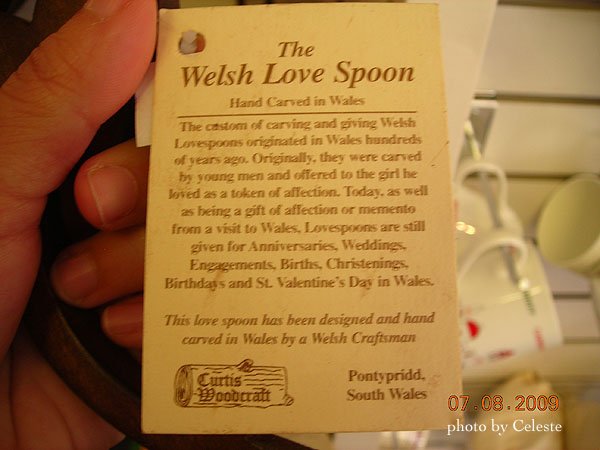 The
Welsh Love Spoon
Hand Carved in Wales
The custom of carving and giving Welsh
Lovespoons originated in Wales hundreds
of years ago. Originally, they were carved
by young men and offered to the girl he
loved as a token of affection. Today, as well
as being a gift of affection or memento
from a visit to Wales, Lovespoons are still
given for Anniversaries, Weddings,
Engagements, Births, Christenings,
Birthdays and St. Valentine's Day in Wales.
This love spoon has been designed and hand
carved in Wales by a Welsh Craftsman
Curtis
Woodcraft
Pontypridd,
South Wales
07.08.2009
photo by Celeste